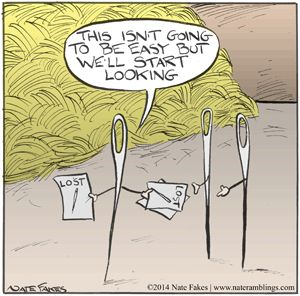 THIS ISN'T GOING
TO BE EASY BUT
WE'LL START
LOOKING
LOST
LOST
NATE FAKES
©2014 Nate Fakes | www.nateramblings.com